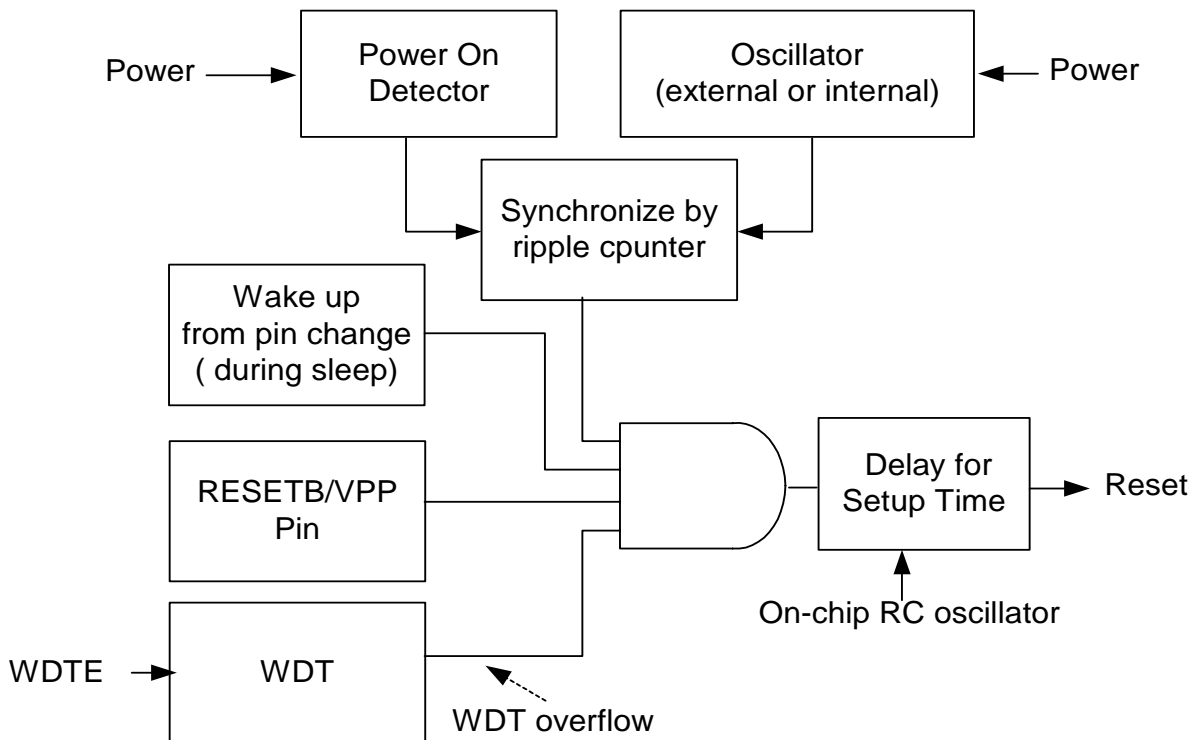 Power
Power On
Detector
Oscillator
(external or internal)
Power
Synchronize by
ripple cpunter
Wake up
from pin change
( during sleep)
RESETB/VPP
Pin
Delay for
Setup Time
Reset
On-chip RC oscillator
WDTE
WDT
WDT overflow